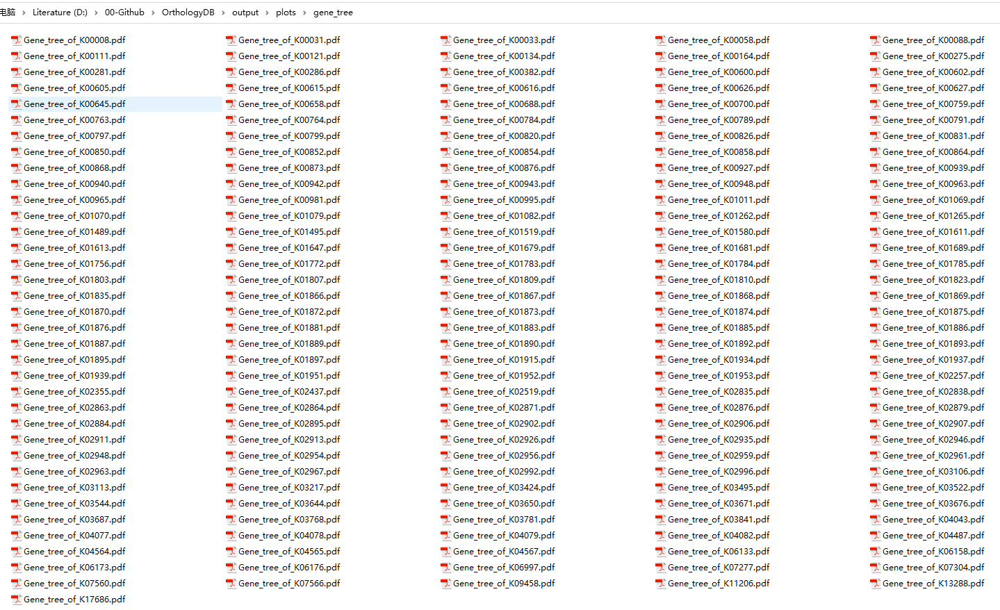 电脑 > Literature (D:) > 00-Github > OrthologyDB > output > plots > gene_tree
Gene_tree_of_K00008.pdf Gene_tree_of_K00031.pdf Gene_tree_of_K00033.pdf Gene_tree_of_K00058.pdf Gene_tree_of_K00088.pdf
Gene_tree_of_K00111.pdf Gene_tree_of_K00121.pdf Gene_tree_of_K00134.pdf Gene_tree_of_K00164.pdf Gene_tree_of_K00275.pdf
Gene_tree_of_K00281.pdf Gene_tree_of_K00286.pdf Gene_tree_of_K00382.pdf Gene_tree_of_K00600.pdf Gene_tree_of_K00602.pdf
Gene_tree_of_K00605.pdf Gene_tree_of_K00615.pdf Gene_tree_of_K00616.pdf Gene_tree_of_K00626.pdf Gene_tree_of_K00627.pdf
Gene_tree_of_K00645.pdf Gene_tree_of_K00658.pdf Gene_tree_of_K00688.pdf Gene_tree_of_K00700.pdf Gene_tree_of_K00759.pdf
Gene_tree_of_K00763.pdf Gene_tree_of_K00764.pdf Gene_tree_of_K00784.pdf Gene_tree_of_K00789.pdf Gene_tree_of_K00791.pdf
Gene_tree_of_K00797.pdf Gene_tree_of_K00799.pdf Gene_tree_of_K00820.pdf Gene_tree_of_K00826.pdf Gene_tree_of_K00831.pdf
Gene_tree_of_K00850.pdf Gene_tree_of_K00852.pdf Gene_tree_of_K00854.pdf Gene_tree_of_K00858.pdf Gene_tree_of_K00864.pdf
Gene_tree_of_K00868.pdf Gene_tree_of_K00873.pdf Gene_tree_of_K00876.pdf Gene_tree_of_K00927.pdf Gene_tree_of_K00939.pdf
Gene_tree_of_K00940.pdf Gene_tree_of_K00942.pdf Gene_tree_of_K00943.pdf Gene_tree_of_K00948.pdf Gene_tree_of_K00963.pdf
Gene_tree_of_K00965.pdf Gene_tree_of_K00981.pdf Gene_tree_of_K00995.pdf Gene_tree_of_K01011.pdf Gene_tree_of_K01069.pdf
Gene_tree_of_K01070.pdf Gene_tree_of_K01079.pdf Gene_tree_of_K01082.pdf Gene_tree_of_K01262.pdf Gene_tree_of_K01265.pdf
Gene_tree_of_K01489.pdf Gene_tree_of_K01495.pdf Gene_tree_of_K01519.pdf Gene_tree_of_K01580.pdf Gene_tree_of_K01611.pdf
Gene_tree_of_K01613.pdf Gene_tree_of_K01647.pdf Gene_tree_of_K01679.pdf Gene_tree_of_K01681.pdf Gene_tree_of_K01689.pdf
Gene_tree_of_K01756.pdf Gene_tree_of_K01772.pdf Gene_tree_of_K01783.pdf Gene_tree_of_K01784.pdf Gene_tree_of_K01785.pdf
Gene_tree_of_K01803.pdf Gene_tree_of_K01807.pdf Gene_tree_of_K01809.pdf Gene_tree_of_K01810.pdf Gene_tree_of_K01823.pdf
Gene_tree_of_K01835.pdf Gene_tree_of_K01866.pdf Gene_tree_of_K01867.pdf Gene_tree_of_K01868.pdf Gene_tree_of_K01869.pdf
Gene_tree_of_K01870.pdf Gene_tree_of_K01872.pdf Gene_tree_of_K01873.pdf Gene_tree_of_K01874.pdf Gene_tree_of_K01875.pdf
Gene_tree_of_K01876.pdf Gene_tree_of_K01881.pdf Gene_tree_of_K01883.pdf Gene_tree_of_K01885.pdf Gene_tree_of_K01886.pdf
Gene_tree_of_K01887.pdf Gene_tree_of_K01889.pdf Gene_tree_of_K01890.pdf Gene_tree_of_K01892.pdf Gene_tree_of_K01893.pdf
Gene_tree_of_K01895.pdf Gene_tree_of_K01897.pdf Gene_tree_of_K01915.pdf Gene_tree_of_K01934.pdf Gene_tree_of_K01937.pdf
Gene_tree_of_K01939.pdf Gene_tree_of_K01951.pdf Gene_tree_of_K01952.pdf Gene_tree_of_K01953.pdf Gene_tree_of_K02257.pdf
Gene_tree_of_K02355.pdf Gene_tree_of_K02437.pdf Gene_tree_of_K02519.pdf Gene_tree_of_K02835.pdf Gene_tree_of_K02838.pdf
Gene_tree_of_K02863.pdf Gene_tree_of_K02864.pdf Gene_tree_of_K02871.pdf Gene_tree_of_K02876.pdf Gene_tree_of_K02879.pdf
Gene_tree_of_K02884.pdf Gene_tree_of_K02895.pdf Gene_tree_of_K02902.pdf Gene_tree_of_K02906.pdf Gene_tree_of_K02907.pdf
Gene_tree_of_K02911.pdf Gene_tree_of_K02913.pdf Gene_tree_of_K02926.pdf Gene_tree_of_K02935.pdf Gene_tree_of_K02946.pdf
Gene_tree_of_K02948.pdf Gene_tree_of_K02954.pdf Gene_tree_of_K02956.pdf Gene_tree_of_K02959.pdf Gene_tree_of_K02961.pdf
Gene_tree_of_K02963.pdf Gene_tree_of_K02967.pdf Gene_tree_of_K02992.pdf Gene_tree_of_K02996.pdf Gene_tree_of_K03106.pdf
Gene_tree_of_K03113.pdf Gene_tree_of_K03217.pdf Gene_tree_of_K03424.pdf Gene_tree_of_K03495.pdf Gene_tree_of_K03522.pdf
Gene_tree_of_K03544.pdf Gene_tree_of_K03644.pdf Gene_tree_of_K03650.pdf Gene_tree_of_K03671.pdf Gene_tree_of_K03676.pdf
Gene_tree_of_K03687.pdf Gene_tree_of_K03768.pdf Gene_tree_of_K03781.pdf Gene_tree_of_K03841.pdf Gene_tree_of_K04043.pdf
Gene_tree_of_K04077.pdf Gene_tree_of_K04078.pdf Gene_tree_of_K04079.pdf Gene_tree_of_K04082.pdf Gene_tree_of_K04487.pdf
Gene_tree_of_K04564.pdf Gene_tree_of_K04565.pdf Gene_tree_of_K04567.pdf Gene_tree_of_K06133.pdf Gene_tree_of_K06158.pdf
Gene_tree_of_K06173.pdf Gene_tree_of_K06176.pdf Gene_tree_of_K06997.pdf Gene_tree_of_K07277.pdf Gene_tree_of_K07304.pdf
Gene_tree_of_K07560.pdf Gene_tree_of_K07566.pdf Gene_tree_of_K09458.pdf Gene_tree_of_K11206.pdf Gene_tree_of_K13288.pdf
Gene_tree_of_K17686.pdf